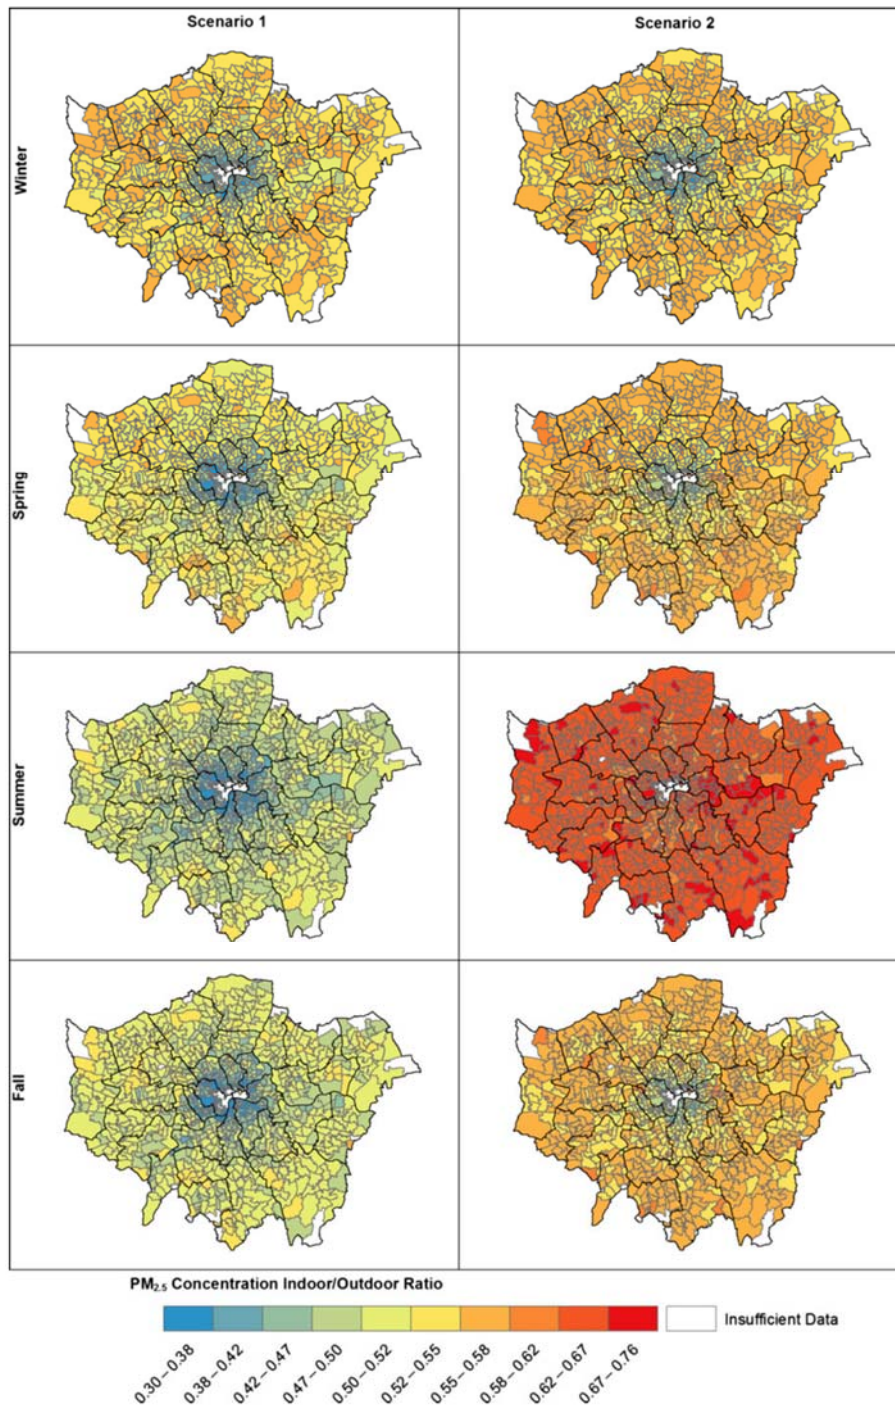 Scenario 1
Scenario 2
Winter
Spring
Summer
Fall
PM₂.₅ Concentration Indoor/Outdoor Ratio
Insufficient Data
0.30 – 0.38
0.38 – 0.42
0.42 – 0.47
0.47 – 0.50
0.50 – 0.52
0.52 – 0.55
0.55 – 0.58
0.58 – 0.62
0.62 – 0.67
0.67 – 0.76